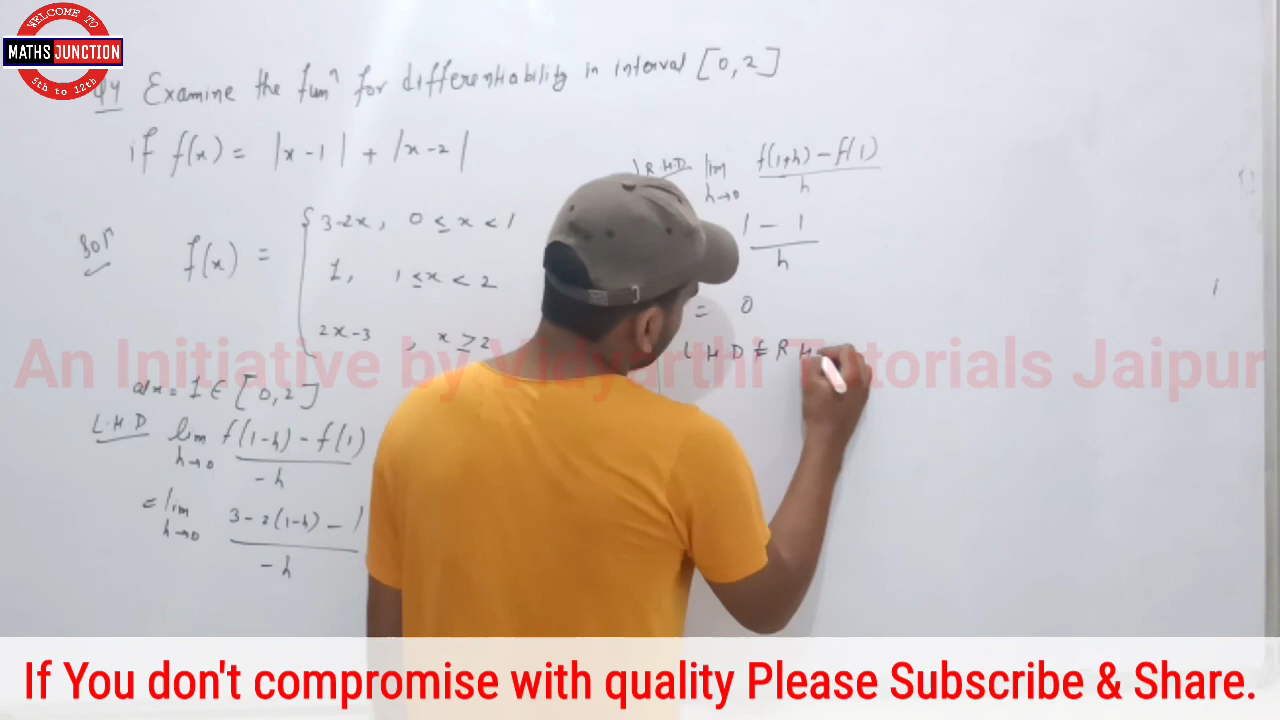 WELCOME TO
MATHS JUNCTION
5th to 12th
Q4 Examine the funⁿ for differentiability in interval [0,2]
if f(x) = |x-1| + |x-2|
Solⁿ f(x) = { 3-2x, 0 ≤ x < 1
1, 1 ≤ x < 2
2x-3, x ≥ 2
at x = 1 ∈ [0,2]
L.H.D lim h→0 f(1-h) - f(1) / -h
= lim h→0 3-2(1-h) - 1 / -h
RHD lim h→0 f(1+h) - f(1) / h
1 - 1 / h
= 0
L H D ≠ R H
An Initiative by Vidyarthi Tutorials Jaipur
If You don't compromise with quality Please Subscribe & Share.